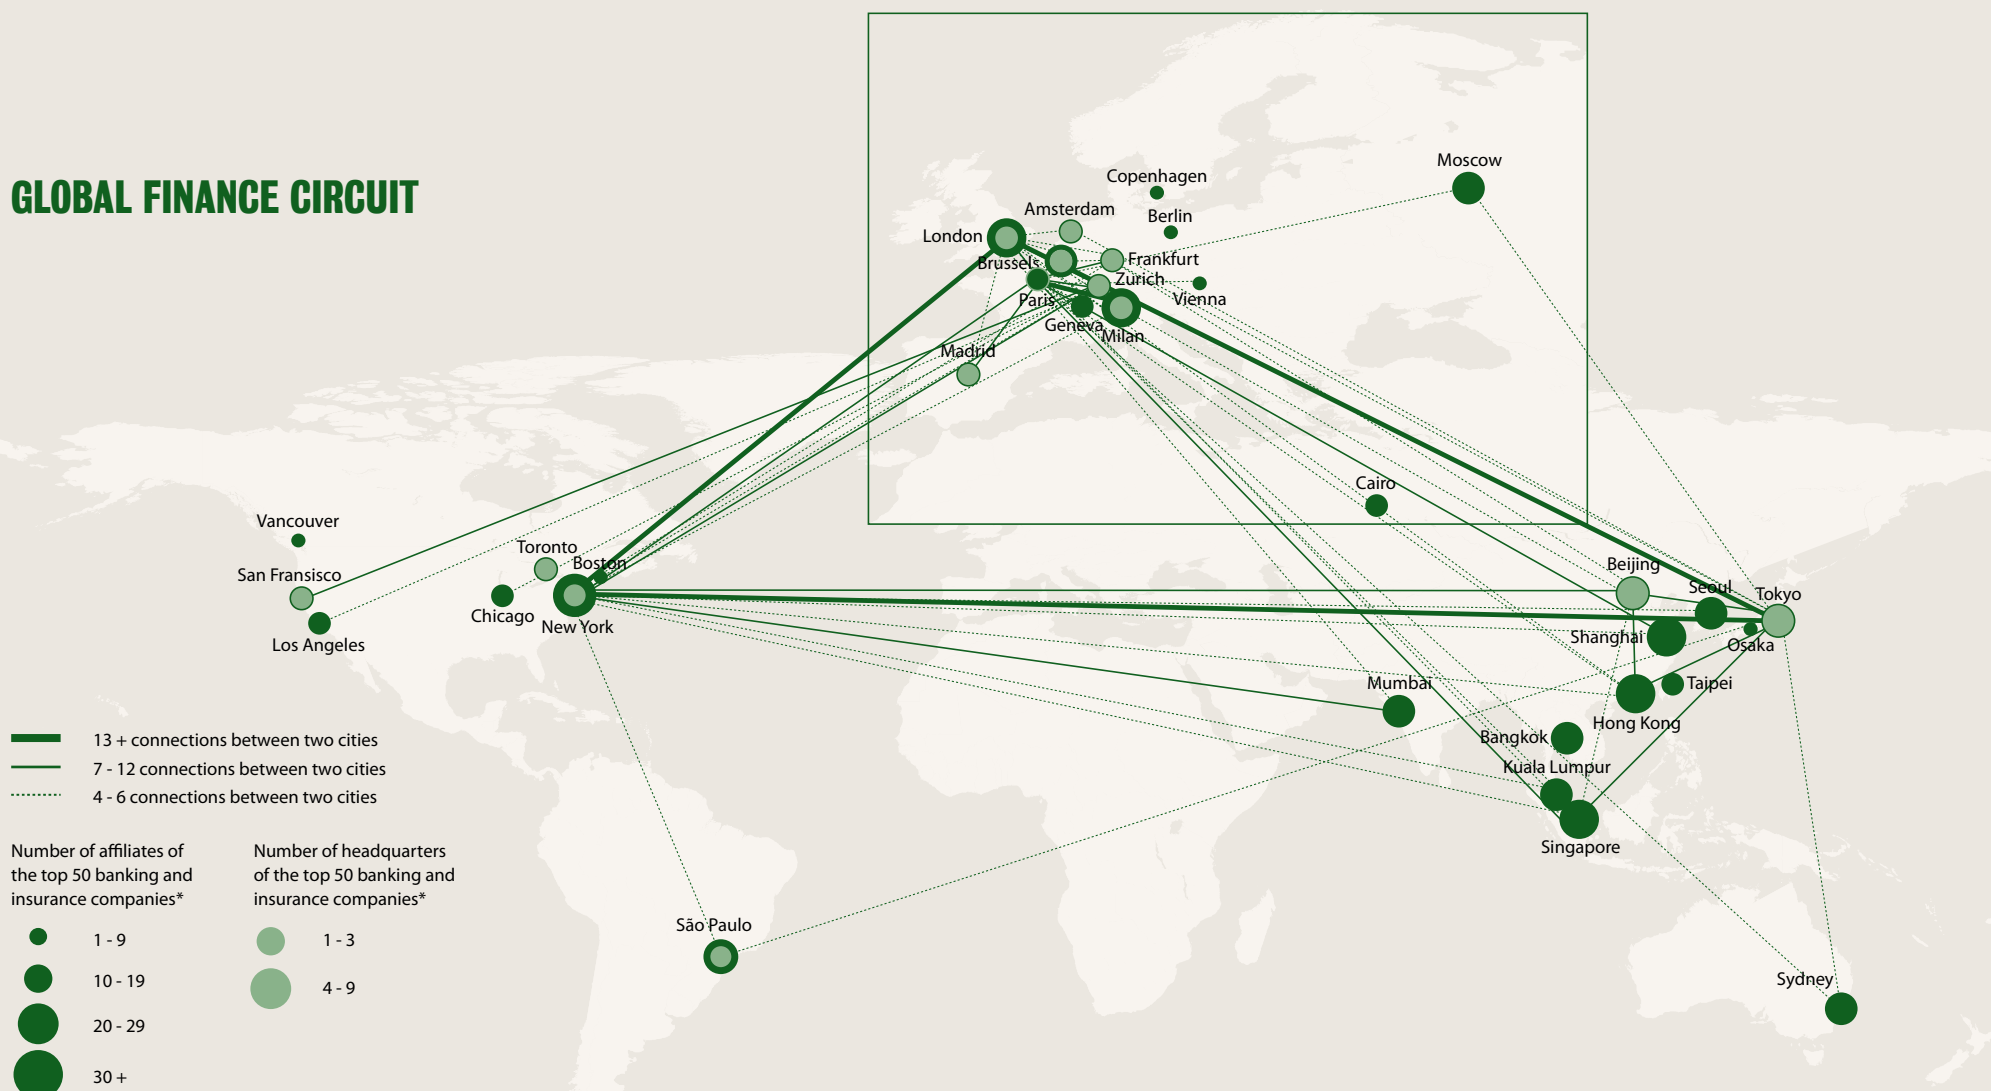 GLOBAL FINANCE CIRCUIT
Moscow
Copenhagen
Amsterdam
Berlin
London
Brussels
Frankfurt
Zurich
Paris
Vienna
Geneva
Milan
Madrid
Cairo
Vancouver
Toronto
Boston
San Fransisco
Chicago
New York
Los Angeles
Beijing
Seoul
Tokyo
Shanghai
Osaka
Mumbai
Taipei
Hong Kong
Bangkok
Kuala Lumpur
Singapore
São Paulo
Sydney
13 + connections between two cities
7 - 12 connections between two cities
4 - 6 connections between two cities
Number of affiliates of
the top 50 banking and
insurance companies*
1 - 9
10 - 19
20 - 29
30 +
Number of headquarters
of the top 50 banking and
insurance companies*
1 - 3
4 - 9